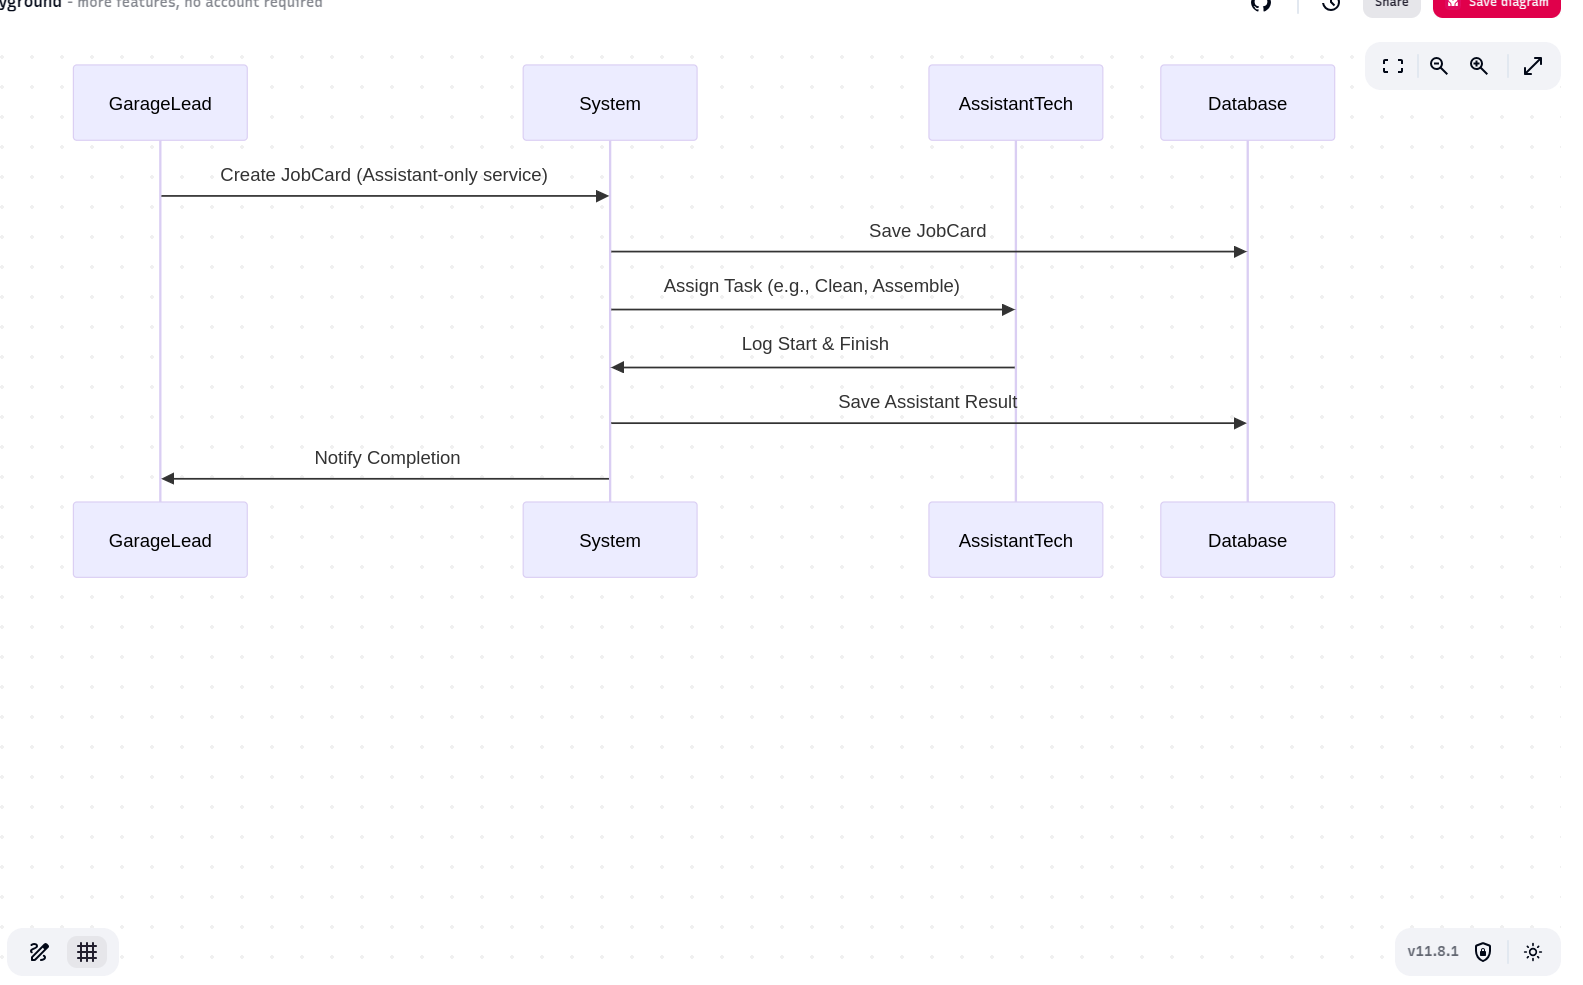 yground - more features, no account required
Share
Save diagram
GarageLead
System
AssistantTech
Database
Create JobCard (Assistant-only service)
Save JobCard
Assign Task (e.g., Clean, Assemble)
Log Start & Finish
Save Assistant Result
Notify Completion
GarageLead
System
AssistantTech
Database
v11.8.1